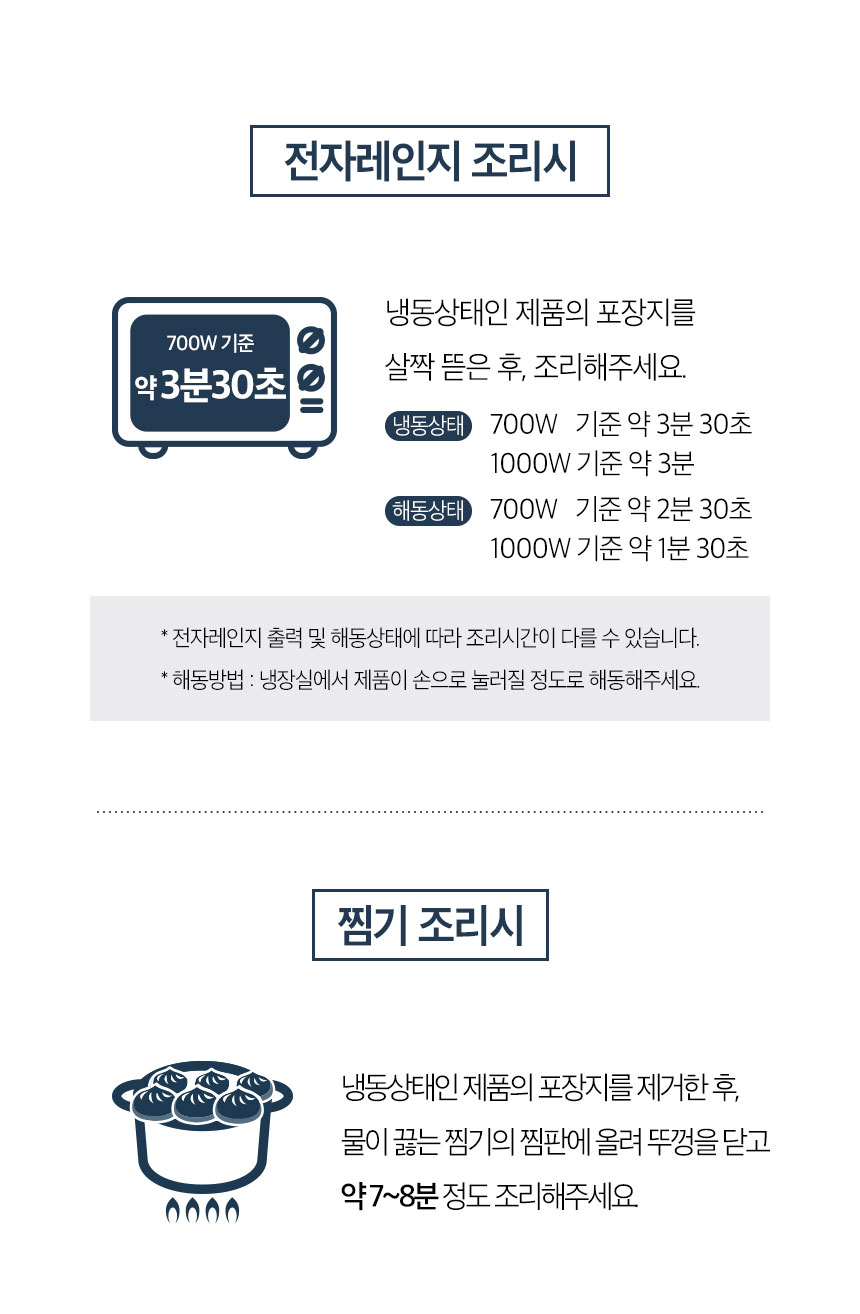 전자레인지 조리시
700W 기준
약 3분30초
냉동상태인 제품의 포장지를
살짝 뜯은 후, 조리해주세요.
냉동상태 700W 기준 약 3분 30초
1000W 기준 약 3분
해동상태 700W 기준 약 2분 30초
1000W 기준 약 1분 30초
* 전자레인지 출력 및 해동상태에 따라 조리시간이 다를 수 있습니다.
* 해동방법 : 냉장실에서 제품이 손으로 눌러질 정도로 해동해주세요.
찜기 조리시
냉동상태인 제품의 포장지를 제거한 후,
물이 끓는 찜기의 찜판에 올려 뚜껑을 닫고
약 7~8분 정도 조리해주세요.